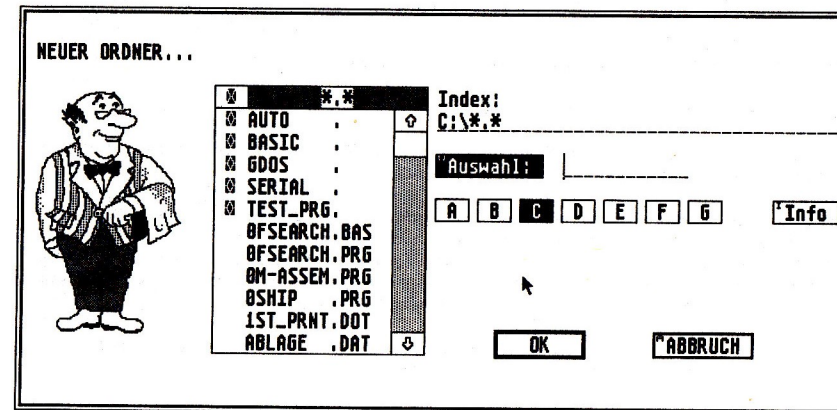 NEUER ORDNER...
*.*
AUTO .
BASIC .
GDOS .
SERIAL .
TEST_PRG.
0FSEARCH.BAS
0FSEARCH.PRG
0M-ASSEM.PRG
0SHIP .PRG
1ST_PRNT.DOT
ABLAGE .DAT
Index:
C:\*.*
Auswahl:
A B C D E F G
Info
OK
ABBRUCH